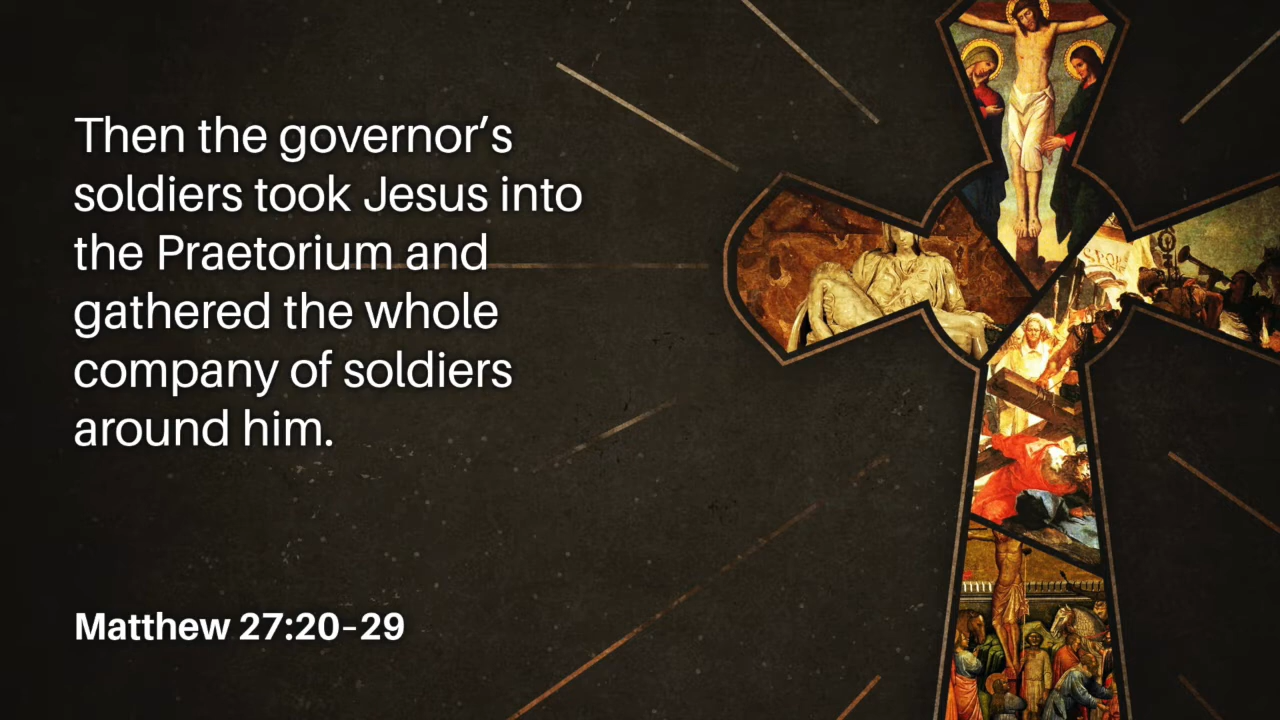 Then the governor’s
soldiers took Jesus into
the Praetorium and
gathered the whole
company of soldiers
around him.
Matthew 27:20–29
SPQR